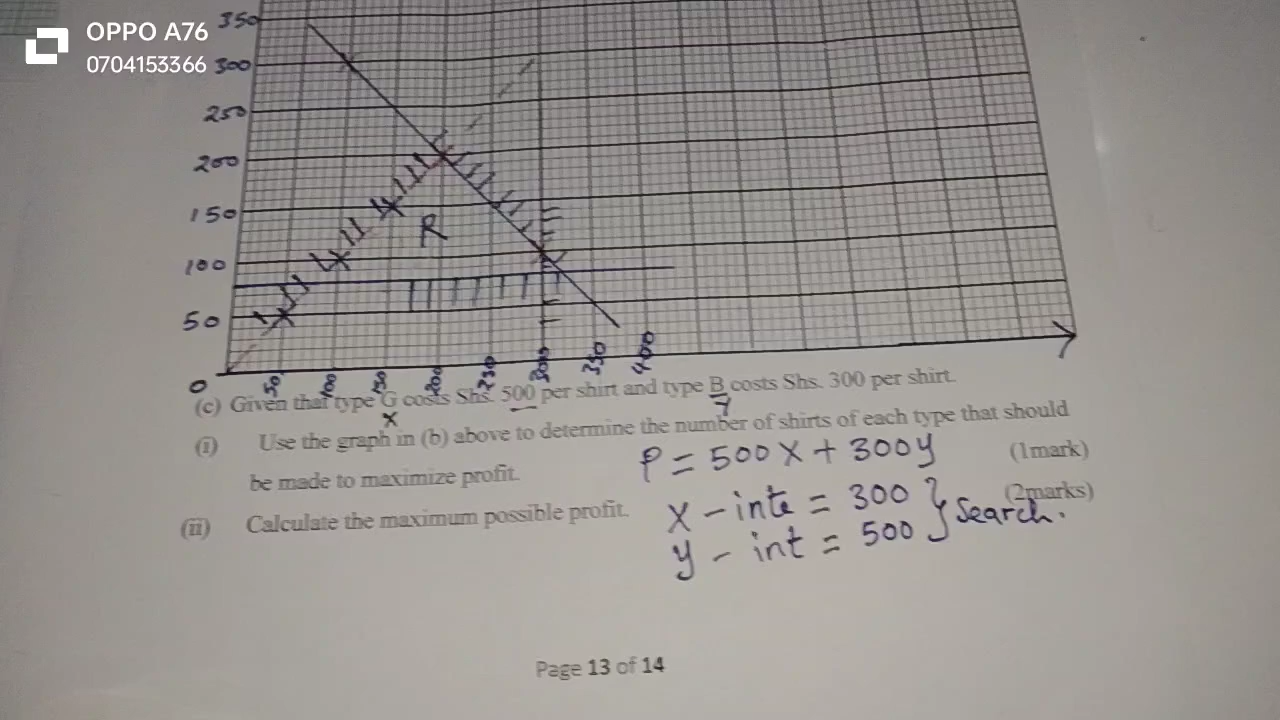 OPPO A76
0704153366
350
300
250
200
150
100
50
0
R
50 100 150 200 250 300 350 400
(c) Given that type G costs Shs. 500 per shirt and type B costs Shs. 300 per shirt.
x y
(i) Use the graph in (b) above to determine the number of shirts of each type that should
be made to maximize profit. (1mark)
P = 500x + 300y
(ii) Calculate the maximum possible profit. (2marks)
x - inte = 300 } Search.
y - int = 500
Page 13 of 14